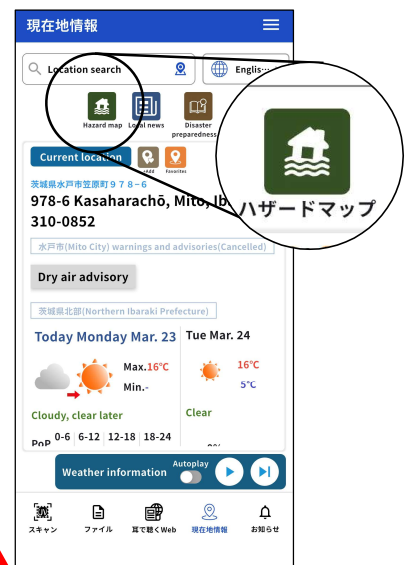 現在地情報
Location search
Englis…
Hazard map
Local news
Disaster
preparedness
ハザードマップ
Current location
+Add
Favorites
茨城県水戸市笠原町９７８−６
978-6 Kasaharachō, Mito, Ib
310-0852
水戸市(Mito City) warnings and advisories(Cancelled)
Dry air advisory
茨城県北部(Northern Ibaraki Prefecture)
Today Monday Mar. 23
Tue Mar. 24
Max.16℃
Min.-
16℃
5℃
Cloudy, clear later
Clear
PoP 0-6 6-12 12-18 18-24
Weather information
Autoplay
スキャン
ファイル
耳で聴くWeb
現在地情報
お知らせ